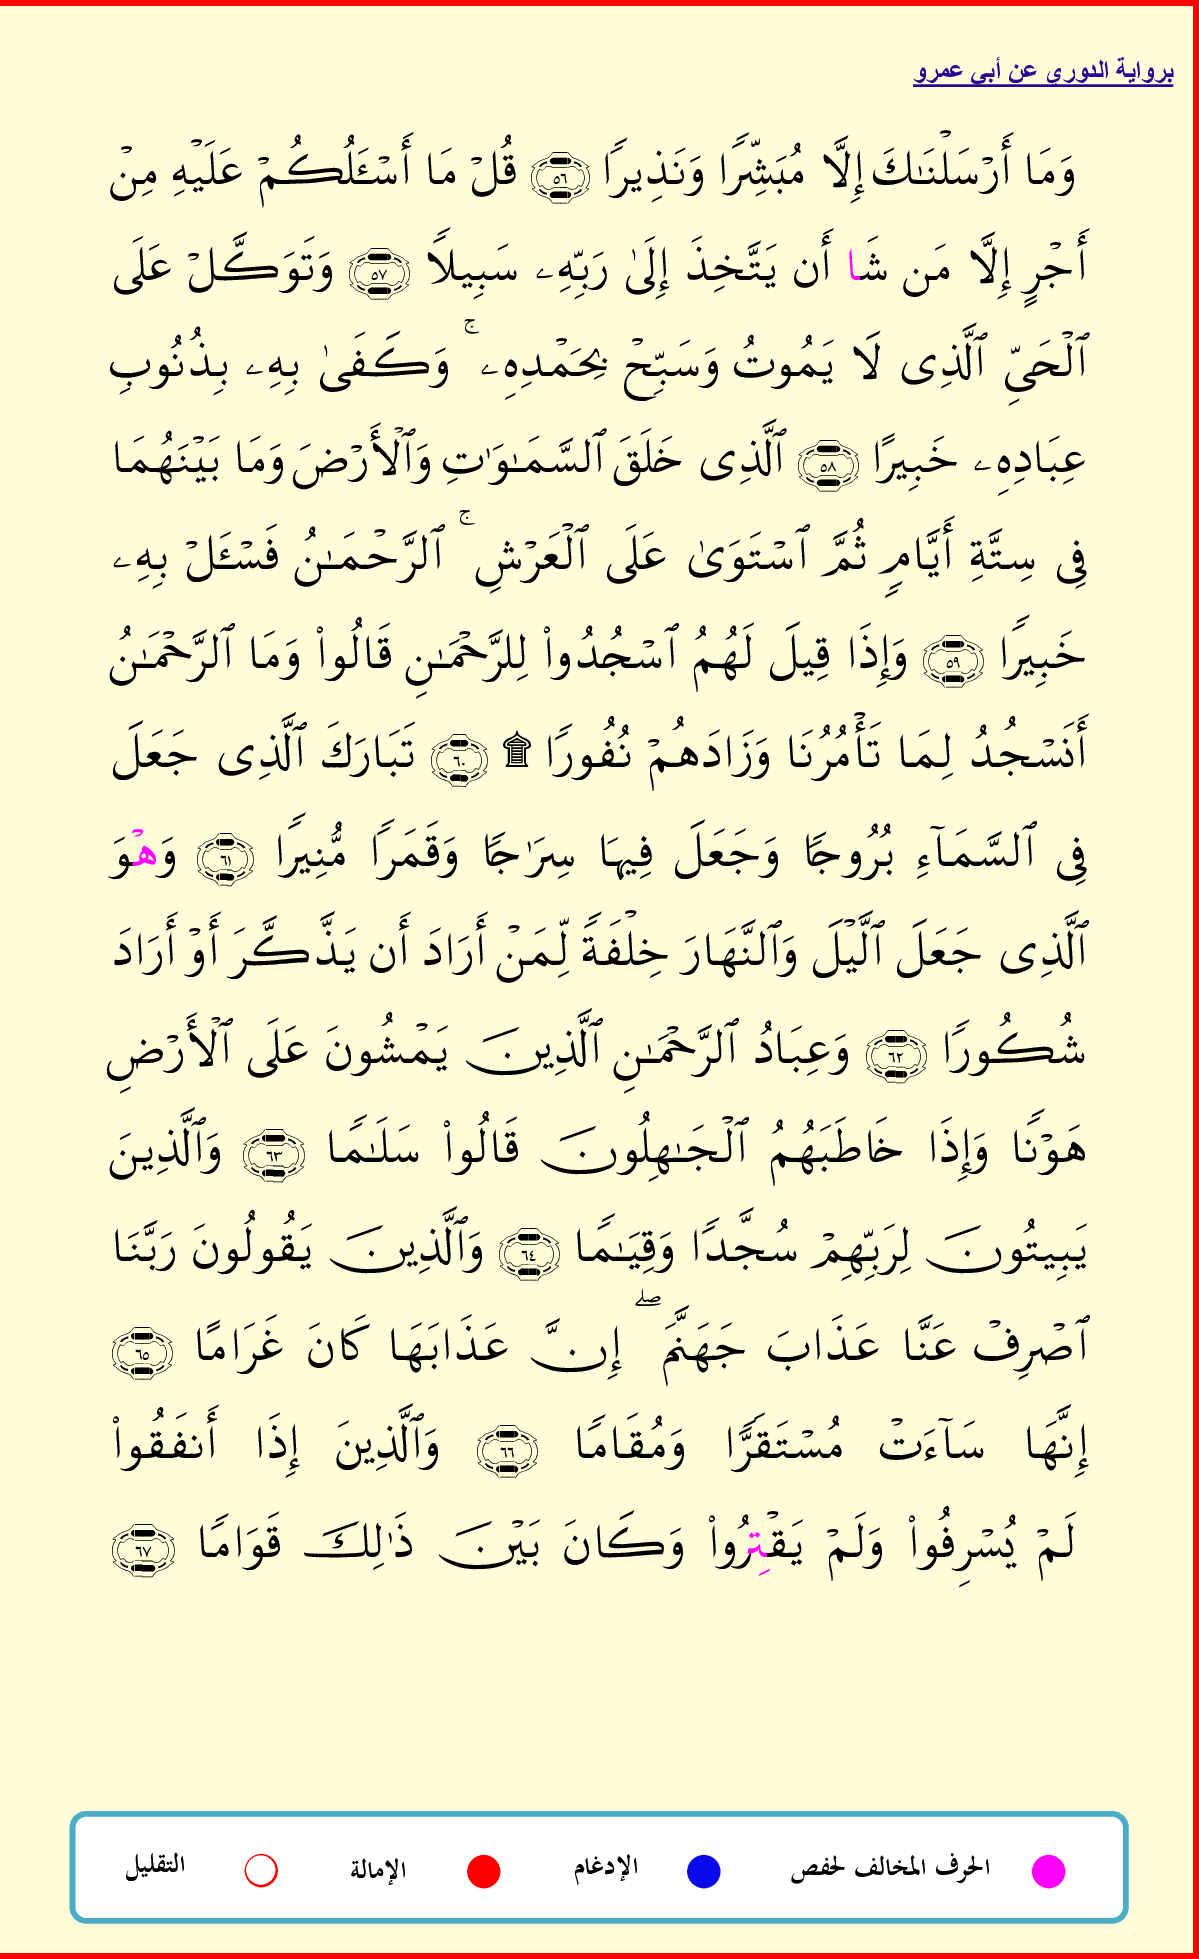 برواية الدوري عن أبي عمرو
وَمَا أَرۡسَلۡنَٰكَ إِلَّا مُبَشِّرٗا وَنَذِيرٗا ٥٦ قُلۡ مَا أَسۡـَٔلُكُمۡ عَلَيۡهِ مِنۡ
أَجۡرٍ إِلَّا مَن شَا أَن يَتَّخِذَ إِلَىٰ رَبِّهِۦ سَبِيلٗا ٥٧ وَتَوَكَّلۡ عَلَى
ٱلۡحَيِّ ٱلَّذِي لَا يَمُوتُ وَسَبِّحۡ بِحَمۡدِهِۦ ۚ وَكَفَىٰ بِهِۦ بِذُنُوبِ
عِبَادِهِۦ خَبِيرًا ٥٨ ٱلَّذِي خَلَقَ ٱلسَّمَٰوَٰتِ وَٱلۡأَرۡضَ وَمَا بَيۡنَهُمَا
فِي سِتَّةِ أَيَّامٖ ثُمَّ ٱسۡتَوَىٰ عَلَى ٱلۡعَرۡشِ ۚ ٱلرَّحۡمَٰنُ فَسۡـَٔلۡ بِهِۦ
خَبِيرٗا ٥٩ وَإِذَا قِيلَ لَهُمُ ٱسۡجُدُواْ لِلرَّحۡمَٰنِ قَالُواْ وَمَا ٱلرَّحۡمَٰنُ
أَنَسۡجُدُ لِمَا تَأۡمُرُنَا وَزَادَهُمۡ نُفُورٗا ۩ ٦٠ تَبَارَكَ ٱلَّذِي جَعَلَ
فِي ٱلسَّمَآءِ بُرُوجٗا وَجَعَلَ فِيهَا سِرَٰجٗا وَقَمَرٗا مُّنِيرٗا ٦١ وَهۡوَ
ٱلَّذِي جَعَلَ ٱلَّيۡلَ وَٱلنَّهَارَ خِلۡفَةٗ لِّمَنۡ أَرَادَ أَن يَذَّكَّرَ أَوۡ أَرَادَ
شُكُورٗا ٦٢ وَعِبَادُ ٱلرَّحۡمَٰنِ ٱلَّذِينَ يَمۡشُونَ عَلَى ٱلۡأَرۡضِ
هَوۡنٗا وَإِذَا خَاطَبَهُمُ ٱلۡجَٰهِلُونَ قَالُواْ سَلَٰمٗا ٦٣ وَٱلَّذِينَ
يَبِيتُونَ لِرَبِّهِمۡ سُجَّدٗا وَقِيَٰمٗا ٦٤ وَٱلَّذِينَ يَقُولُونَ رَبَّنَا
ٱصۡرِفۡ عَنَّا عَذَابَ جَهَنَّمَ ۖ إِنَّ عَذَابَهَا كَانَ غَرَامًا ٦٥
إِنَّهَا سَآءَتۡ مُسۡتَقَرّٗا وَمُقَامٗا ٦٦ وَٱلَّذِينَ إِذَا أَنفَقُواْ
لَمۡ يُسۡرِفُواْ وَلَمۡ يَقۡتِرُواْ وَكَانَ بَيۡنَ ذَٰلِكَ قَوَامٗا ٦٧
الحرف المخالف لحفص الإدغام الإمالة التقليل